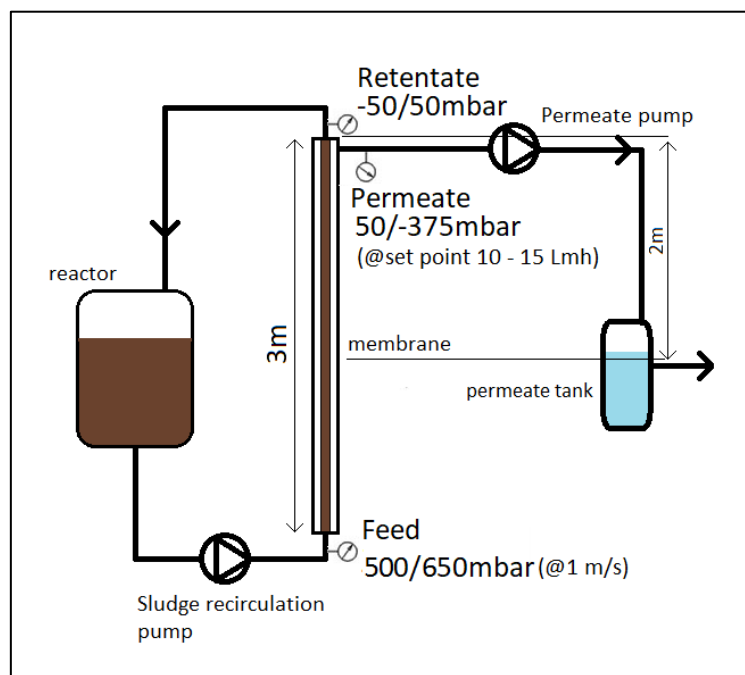 Retentate
-50/50mbar
Permeate pump
Permeate
50/-375mbar
(@set point 10 - 15 Lmh)
2m
reactor
3m
membrane
permeate tank
Feed
500/650mbar (@1 m/s)
Sludge recirculation
pump